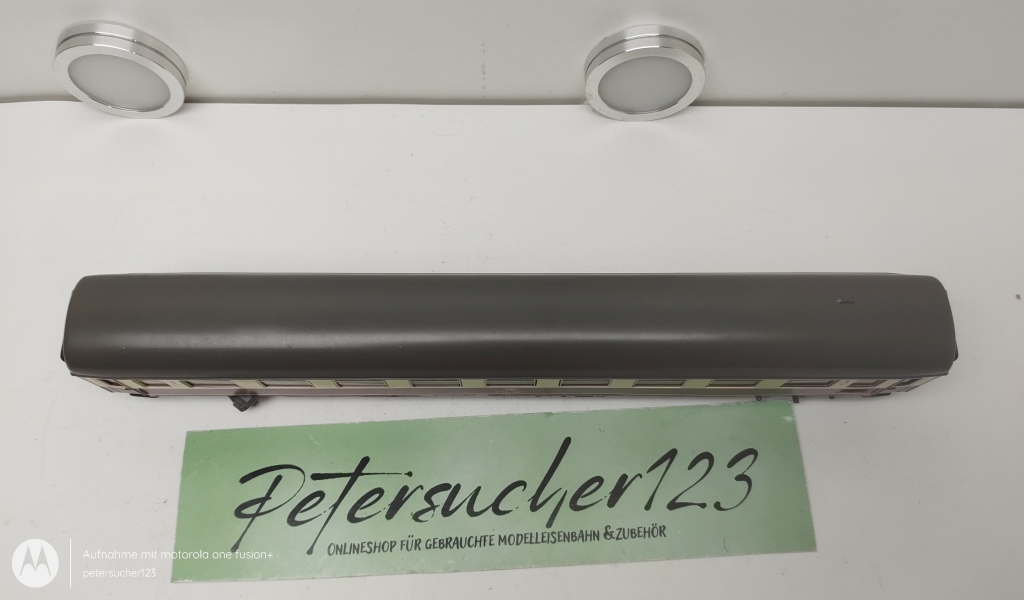 Petersucher123
ONLINESHOP FÜR GEBRAUCHTE MODELLEISENBAHN & ZUBEHÖR
Aufnahme mit motorola one fusion+
petersucher123